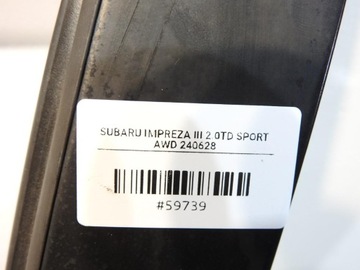 SUBARU IMPREZA III 2.0TD SPORT
AWD 240628
#59739